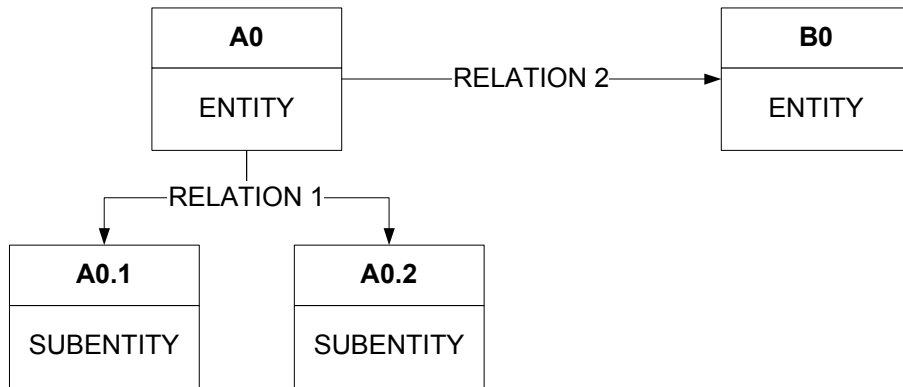 A0
B0
RELATION 2
ENTITY
ENTITY
RELATION 1
A0.1
A0.2
SUBENTITY
SUBENTITY